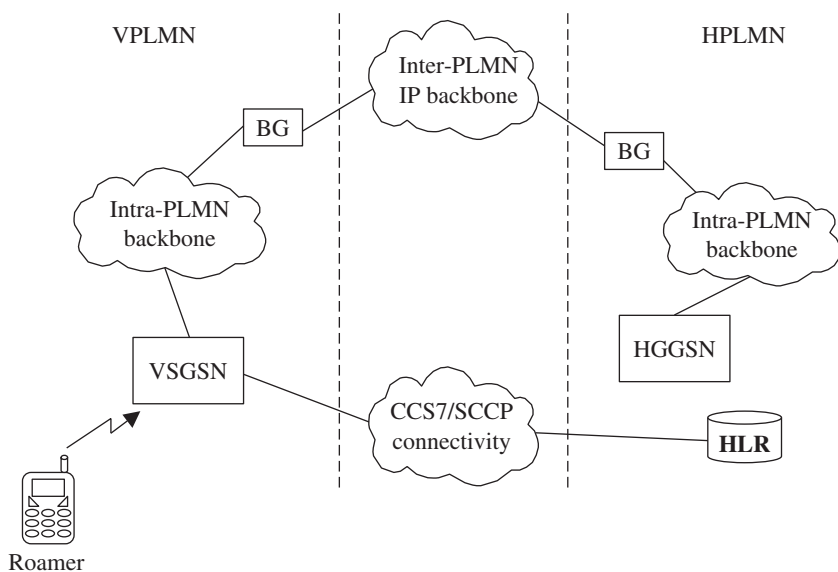 VPLMN
HPLMN
Inter-PLMN
IP backbone
BG
BG
Intra-PLMN
backbone
Intra-PLMN
backbone
VSGSN
HGGSN
CCS7/SCCP
connectivity
HLR
Roamer